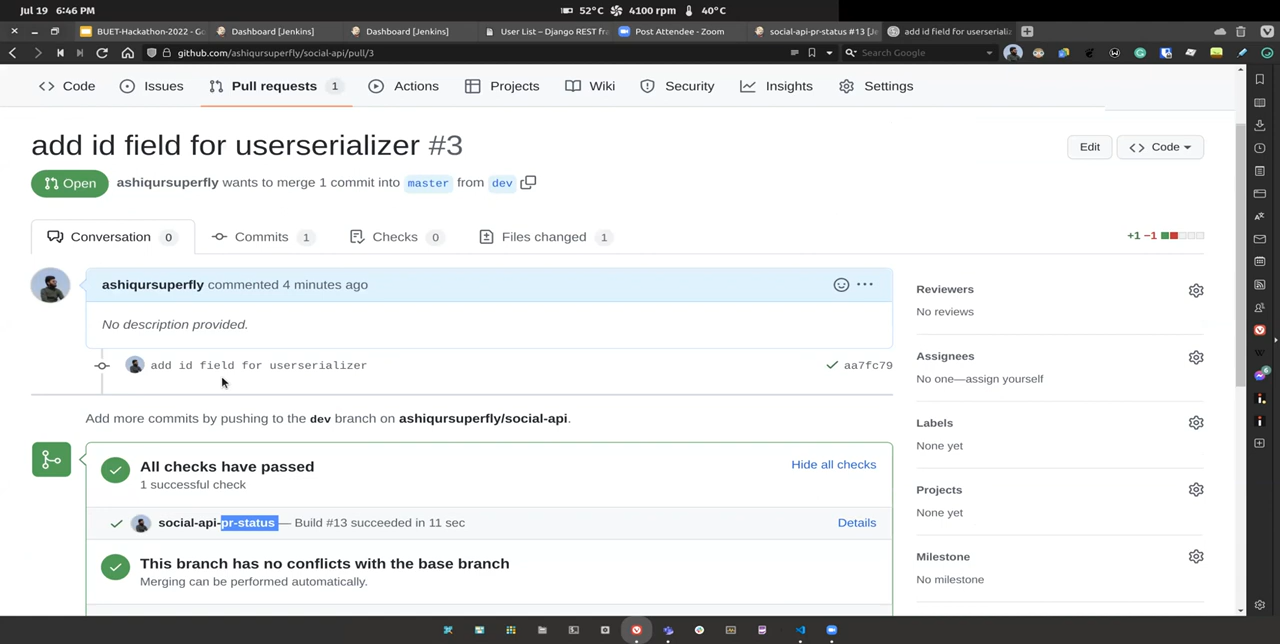 Jul 19 6:46 PM
52°C 4100 rpm 40°C
BUET-Hackathon-2022 - Go
Dashboard [Jenkins]
Dashboard [Jenkins]
User List – Django REST fra
Post Attendee - Zoom
social-api-pr-status #13 [Je
add id field for userserializ
github.com/ashiqursuperfly/social-api/pull/3
Search Google
Code
Issues
Pull requests 1
Actions
Projects
Wiki
Security
Insights
Settings
add id field for userserializer #3
Edit
Code
Open
ashiqursuperfly wants to merge 1 commit into master from dev
Conversation 0
Commits 1
Checks 0
Files changed 1
+1 −1
ashiqursuperfly commented 4 minutes ago
No description provided.
add id field for userserializer
aa7fc79
Add more commits by pushing to the dev branch on ashiqursuperfly/social-api.
All checks have passed
Hide all checks
1 successful check
social-api-pr-status — Build #13 succeeded in 11 sec
Details
This branch has no conflicts with the base branch
Merging can be performed automatically.
Reviewers
No reviews
Assignees
No one—assign yourself
Labels
None yet
Projects
None yet
Milestone
No milestone